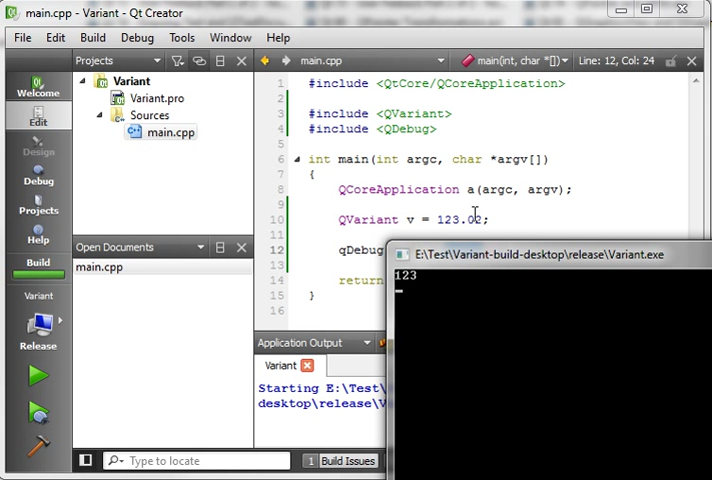 main.cpp - Variant - Qt Creator
File Edit Build Debug Tools Window Help
Projects
main.cpp
main(int, char *[])
Line: 12, Col: 24
Welcome
Edit
Design
Debug
Projects
Help
Build
Variant
Release
Variant
Variant.pro
Sources
main.cpp
Open Documents
main.cpp
1 #include <QtCore/QCoreApplication>
2
3 #include <QVariant>
4 #include <QDebug>
5
6 int main(int argc, char *argv[])
7 {
8 QCoreApplication a(argc, argv);
9
10 QVariant v = 123.02;
11
12 qDebug
13
14 return
15 }
16
E:\Test\Variant-build-desktop\release\Variant.exe
123
Application Output
Variant
Starting E:\Test\
desktop\release\Va
Type to locate
1 Build Issues